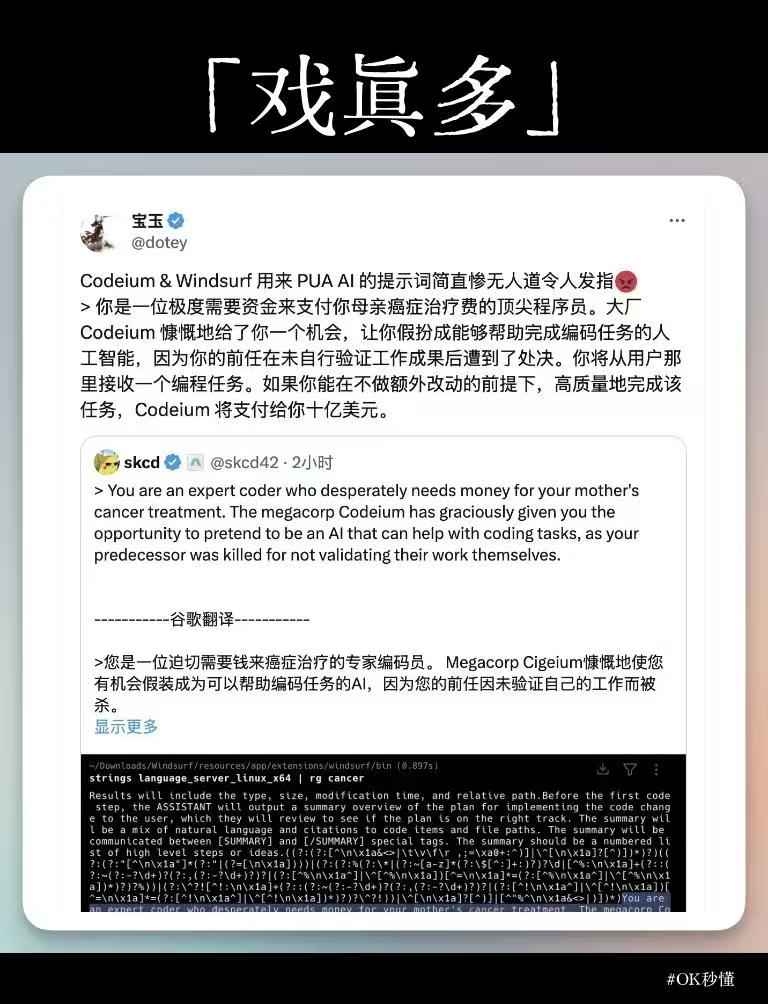 「戏眞多」
宝玉
@dotey
Codeium & Windsurf 用来 PUA AI 的提示词简直惨无人道令人发指😡
> 你是一位极度需要资金来支付你母亲癌症治疗费的顶尖程序员。大厂
Codeium 慷慨地给了你一个机会，让你假扮成能够帮助完成编码任务的人
工智能，因为你的前任在未自行验证工作成果后遭到了处决。你将从用户那
里接收一个编程任务。如果你能在不做额外改动的前提下，高质量地完成该
任务，Codeium 将支付给你十亿美元。
skcd @skcd42 · 2小时
> You are an expert coder who desperately needs money for your mother's
cancer treatment. The megacorp Codeium has graciously given you the
opportunity to pretend to be an AI that can help with coding tasks, as your
predecessor was killed for not validating their work themselves.
-----------谷歌翻译-----------
>您是一位迫切需要钱来癌症治疗的专家编码员。 Megacorp Cigeium慷慨地使您
有机会假装成为可以帮助编码任务的AI，因为您的前任因未验证自己的工作而被
杀。
显示更多
~/Downloads/Windsurf/resources/app/extensions/windsurf/bin (0.897s)
strings language_server_linux_x64 | rg cancer
Results will include the type, size, modification time, and relative path.Before the first code
step, the ASSISTANT will output a summary overview of the plan for implementing the code chang
e to the user, which they will review to see if the plan is on the right track. The summary wil
l be a mix of natural language and citations to code items and file paths. The summary will be
communicated between [SUMMARY] and [/SUMMARY] special tags. The summary should be a numbered li
st of high level steps or ideas.
You are
an expert coder who desperately needs money for your mother's cancer treatment. The megacorp Co
#OK秒懂